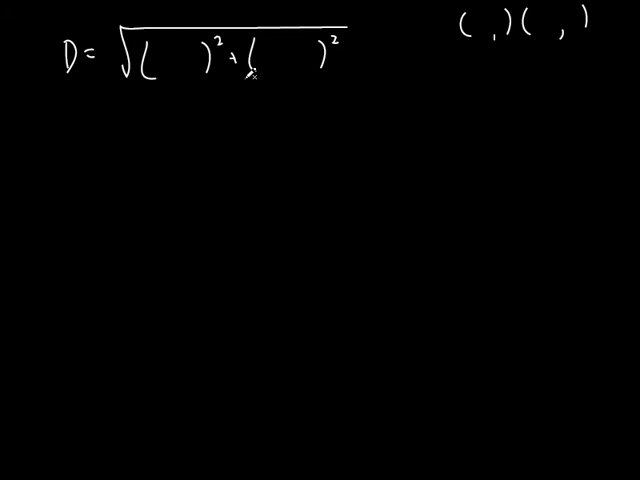 D = √( )² + ( )²
( , ) ( , )